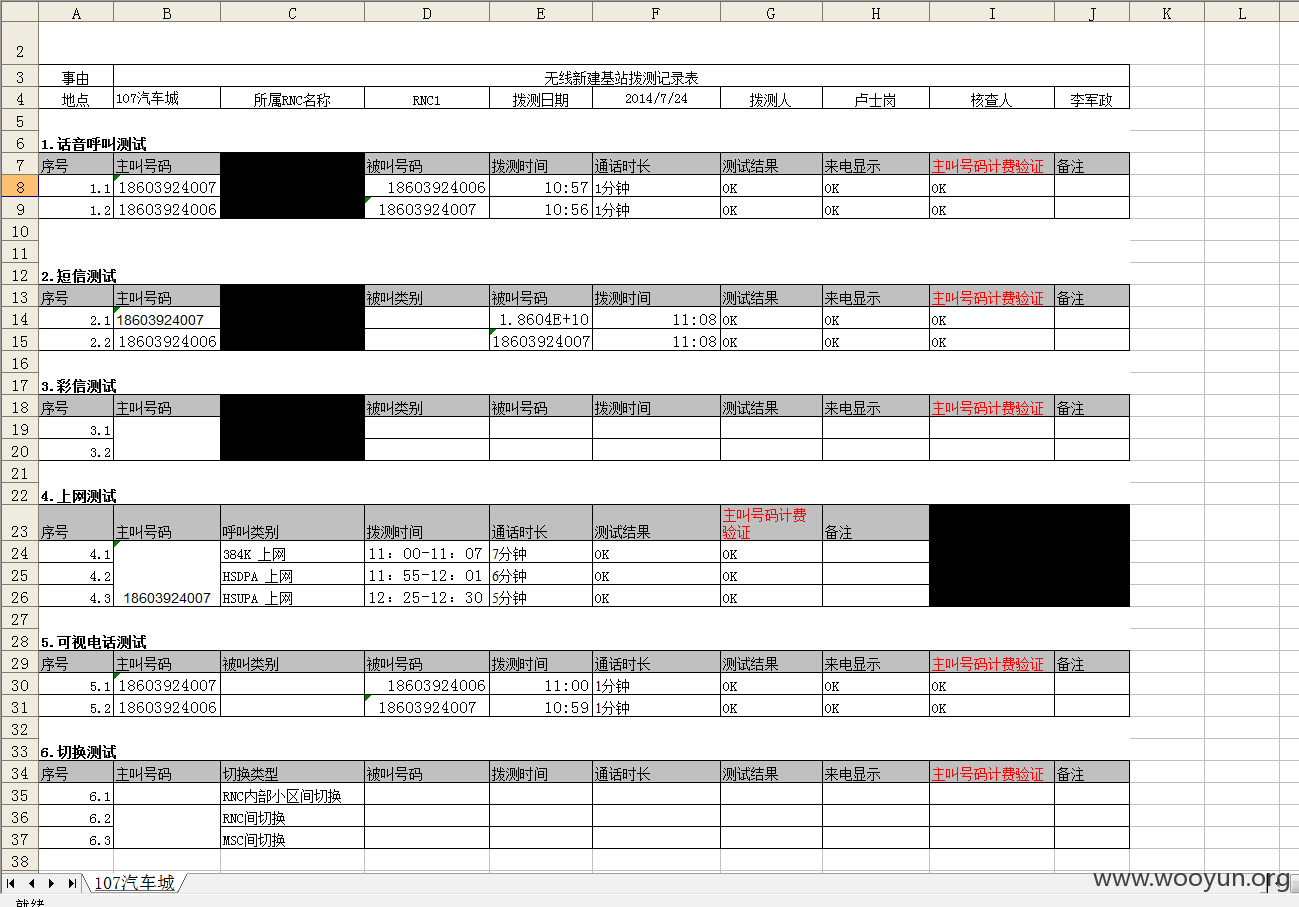 A B C D E F G H I J K L
2
3 事由 无线新建基站拨测记录表
4 地点 107汽车城 所属RNC名称 RNC1 拨测日期 2014/7/24 拨测人 卢士岗 核查人 李军政
5
6 1.话音呼叫测试
7 序号 主叫号码 被叫号码 拨测时间 通话时长 测试结果 来电显示 主叫号码计费验证 备注
8 1.1 18603924007 18603924006 10:57 1分钟 OK OK OK
9 1.2 18603924006 18603924007 10:56 1分钟 OK OK OK
10
11
12 2.短信测试
13 序号 主叫号码 被叫类别 被叫号码 拨测时间 测试结果 来电显示 主叫号码计费验证 备注
14 2.1 18603924007 1.8604E+10 11:08 OK OK OK
15 2.2 18603924006 18603924007 11:08 OK OK OK
16
17 3.彩信测试
18 序号 主叫号码 被叫类别 被叫号码 拨测时间 测试结果 来电显示 主叫号码计费验证 备注
19 3.1
20 3.2
21
22 4.上网测试
23 序号 主叫号码 呼叫类别 拨测时间 通话时长 测试结果 主叫号码计费
验证 备注
24 4.1 384K 上网 11：00-11：07 7分钟 OK OK
25 4.2 HSDPA 上网 11：55-12：01 6分钟 OK OK
26 4.3 18603924007 HSUPA 上网 12：25-12：30 5分钟 OK OK
27
28 5.可视电话测试
29 序号 主叫号码 被叫类别 被叫号码 拨测时间 通话时长 测试结果 来电显示 主叫号码计费验证 备注
30 5.1 18603924007 18603924006 11:00 1分钟 OK OK OK
31 5.2 18603924006 18603924007 10:59 1分钟 OK OK OK
32
33 6.切换测试
34 序号 主叫号码 切换类型 被叫号码 拨测时间 通话时长 测试结果 来电显示 主叫号码计费验证 备注
35 6.1 RNC内部小区间切换
36 6.2 RNC间切换
37 6.3 MSC间切换
38
107汽车城
www.wooyun.org
就绪